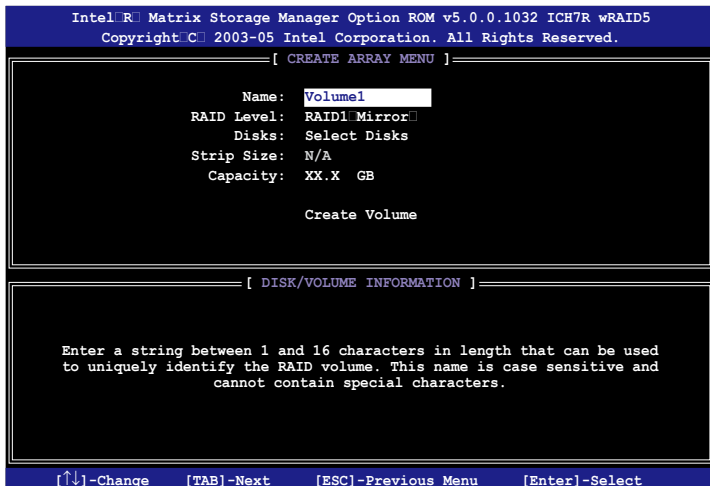 Intel□R□ Matrix Storage Manager Option ROM v5.0.0.1032 ICH7R wRAID5
Copyright□C□ 2003-05 Intel Corporation. All Rights Reserved.
[ CREATE ARRAY MENU ]
Name: Volume1
RAID Level: RAID1□Mirror□
Disks: Select Disks
Strip Size: N/A
Capacity: XX.X GB
Create Volume
[ DISK/VOLUME INFORMATION ]
Enter a string between 1 and 16 characters in length that can be used
to uniquely identify the RAID volume. This name is case sensitive and
cannot contain special characters.
[↑↓]-Change [TAB]-Next [ESC]-Previous Menu [Enter]-Select